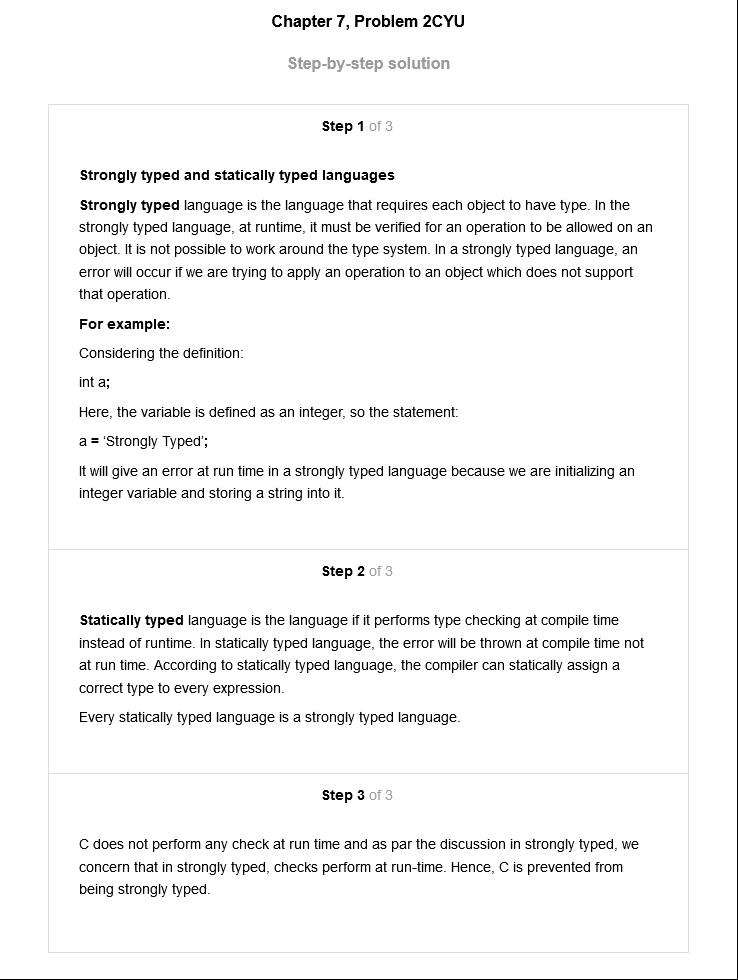 Chapter 7, Problem 2CYU
Step-by-step solution
Step 1 of 3
Strongly typed and statically typed languages
Strongly typed language is the language that requires each object to have type. In the
strongly typed language, at runtime, it must be verified for an operation to be allowed on an
object. It is not possible to work around the type system. In a strongly typed language, an
error will occur if we are trying to apply an operation to an object which does not support
that operation.
For example:
Considering the definition:
int a;
Here, the variable is defined as an integer, so the statement:
a = ‘Strongly Typed’;
It will give an error at run time in a strongly typed language because we are initializing an
integer variable and storing a string into it.
Step 2 of 3
Statically typed language is the language if it performs type checking at compile time
instead of runtime. In statically typed language, the error will be thrown at compile time not
at run time. According to statically typed language, the compiler can statically assign a
correct type to every expression.
Every statically typed language is a strongly typed language.
Step 3 of 3
C does not perform any check at run time and as par the discussion in strongly typed, we
concern that in strongly typed, checks perform at run-time. Hence, C is prevented from
being strongly typed.